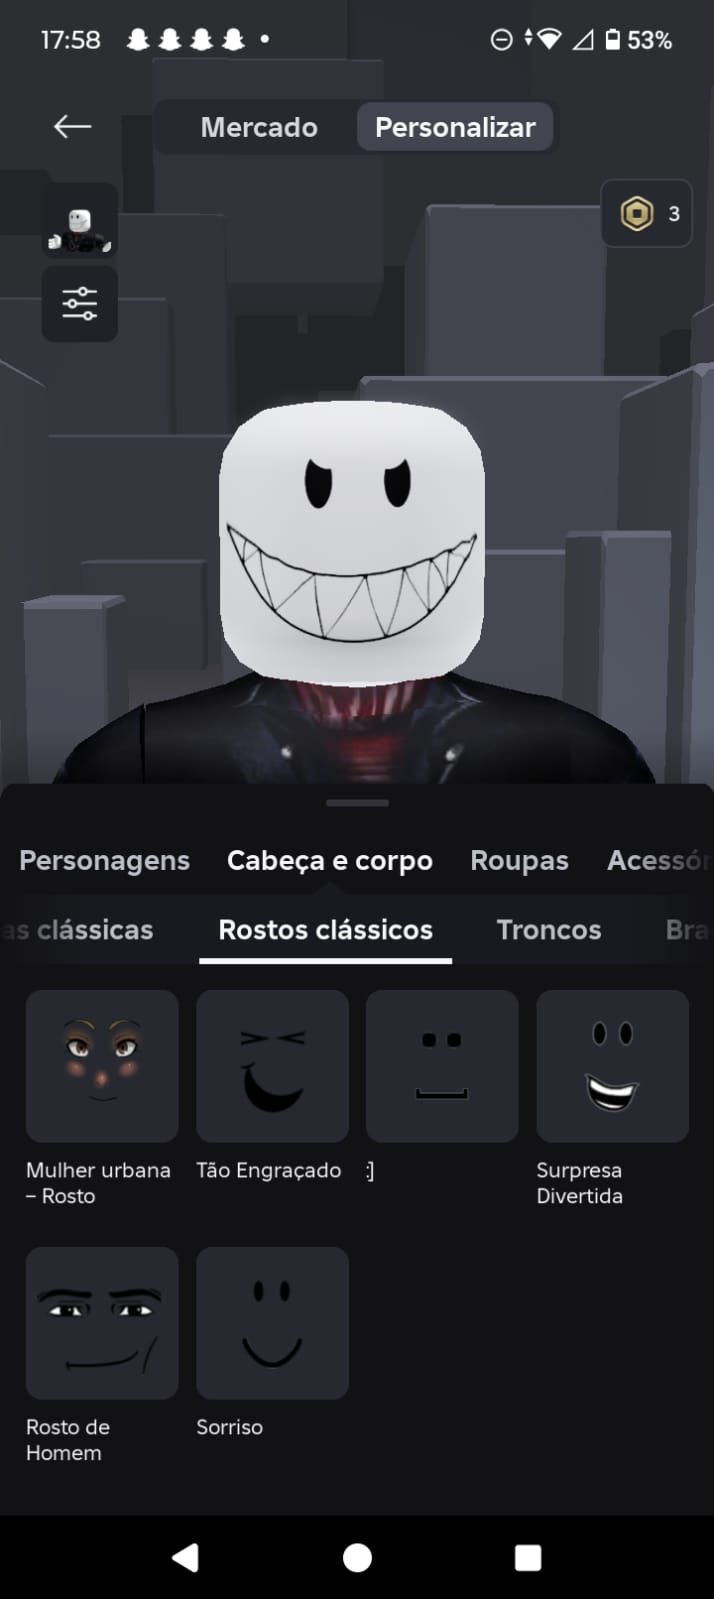 17:58
53%
Mercado
Personalizar
3
Personagens
Cabeça e corpo
Roupas
Acessór
as clássicas
Rostos clássicos
Troncos
Bra
Mulher urbana
– Rosto
Tão Engraçado
:]
Surpresa
Divertida
Rosto de
Homem
Sorriso